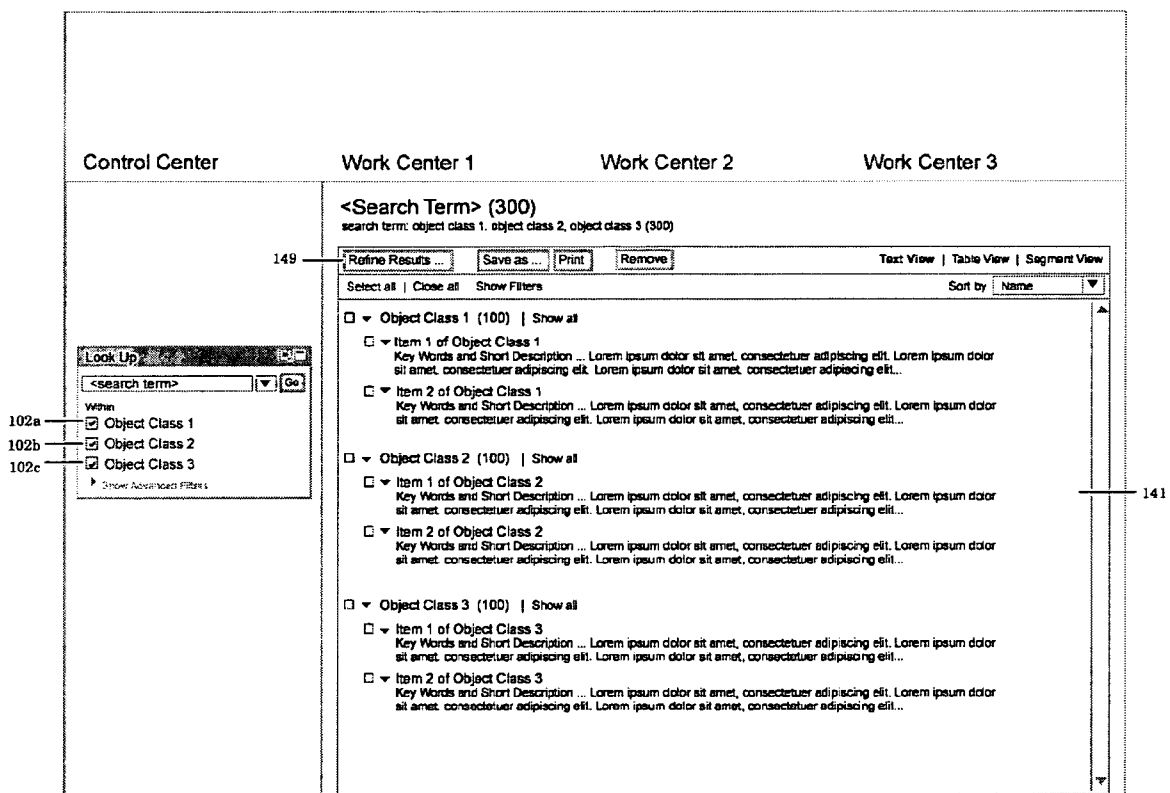 Control Center Work Center 1 Work Center 2 Work Center 3
<Search Term> (300)
search term: object class 1, object class 2, object class 3 (300)
149
Refine Results ... Save as ... Print Remove Text View | Table View | Segment View
Select all | Close all Show Filters Sort by Name
Object Class 1 (100) | Show all
Item 1 of Object Class 1
Key Words and Short Description ... Lorem ipsum dolor sit amet, consectetuer adipiscing elit. Lorem ipsum dolor
sit amet, consectetuer adipiscing elit. Lorem ipsum dolor sit amet, consectetuer adipiscing elit...
Item 2 of Object Class 1
Key Words and Short Description ... Lorem ipsum dolor sit amet, consectetuer adipiscing elit. Lorem ipsum dolor
sit amet, consectetuer adipiscing elit. Lorem ipsum dolor sit amet, consectetuer adipiscing elit...
Look Up
<search term> Go
Within
102a Object Class 1
102b Object Class 2
102c Object Class 3
Show Advanced Filters
Object Class 2 (100) | Show all
Item 1 of Object Class 2
Key Words and Short Description ... Lorem ipsum dolor sit amet, consectetuer adipiscing elit. Lorem ipsum dolor
sit amet, consectetuer adipiscing elit. Lorem ipsum dolor sit amet, consectetuer adipiscing elit...
141
Item 2 of Object Class 2
Key Words and Short Description ... Lorem ipsum dolor sit amet, consectetuer adipiscing elit. Lorem ipsum dolor
sit amet, consectetuer adipiscing elit. Lorem ipsum dolor sit amet, consectetuer adipiscing elit...
Object Class 3 (100) | Show all
Item 1 of Object Class 3
Key Words and Short Description ... Lorem ipsum dolor sit amet, consectetuer adipiscing elit. Lorem ipsum dolor
sit amet, consectetuer adipiscing elit. Lorem ipsum dolor sit amet, consectetuer adipiscing elit...
Item 2 of Object Class 3
Key Words and Short Description ... Lorem ipsum dolor sit amet, consectetuer adipiscing elit. Lorem ipsum dolor
sit amet, consectetuer adipiscing elit. Lorem ipsum dolor sit amet, consectetuer adipiscing elit...